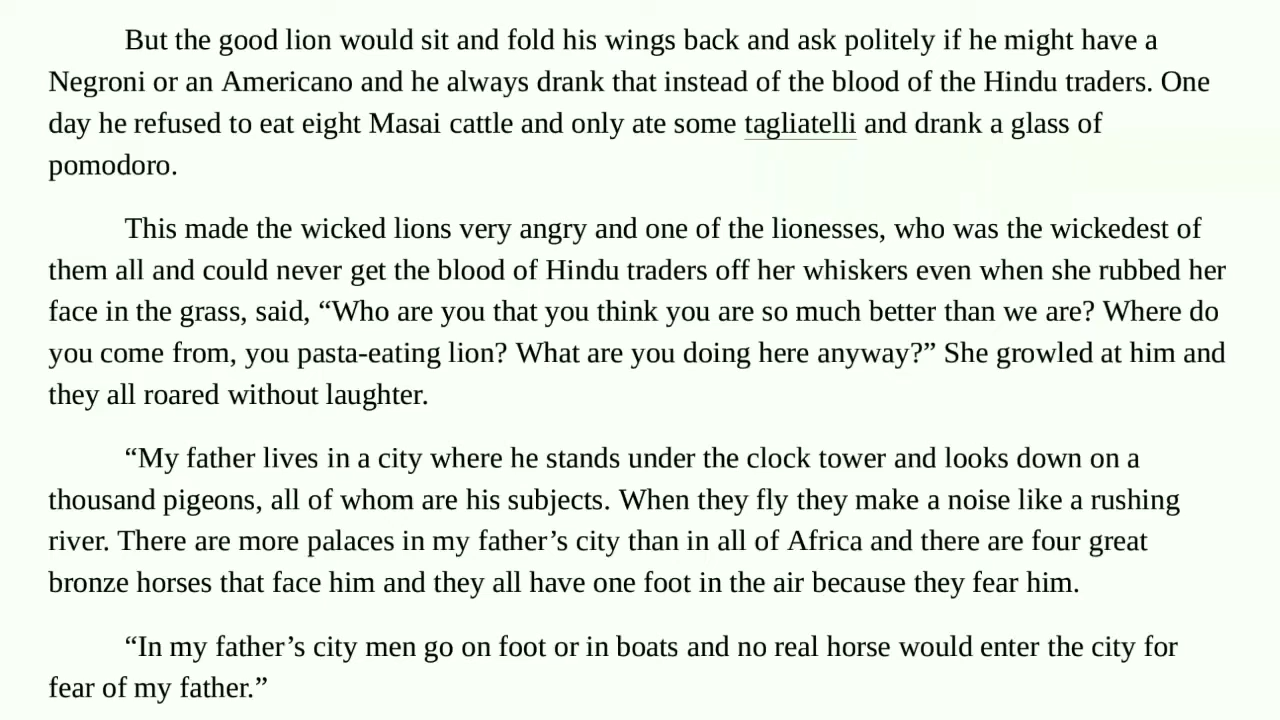 But the good lion would sit and fold his wings back and ask politely if he might have a
Negroni or an Americano and he always drank that instead of the blood of the Hindu traders. One
day he refused to eat eight Masai cattle and only ate some tagliatelli and drank a glass of
pomodoro.
This made the wicked lions very angry and one of the lionesses, who was the wickedest of
them all and could never get the blood of Hindu traders off her whiskers even when she rubbed her
face in the grass, said, “Who are you that you think you are so much better than we are? Where do
you come from, you pasta-eating lion? What are you doing here anyway?” She growled at him and
they all roared without laughter.
“My father lives in a city where he stands under the clock tower and looks down on a
thousand pigeons, all of whom are his subjects. When they fly they make a noise like a rushing
river. There are more palaces in my father’s city than in all of Africa and there are four great
bronze horses that face him and they all have one foot in the air because they fear him.
“In my father’s city men go on foot or in boats and no real horse would enter the city for
fear of my father.”